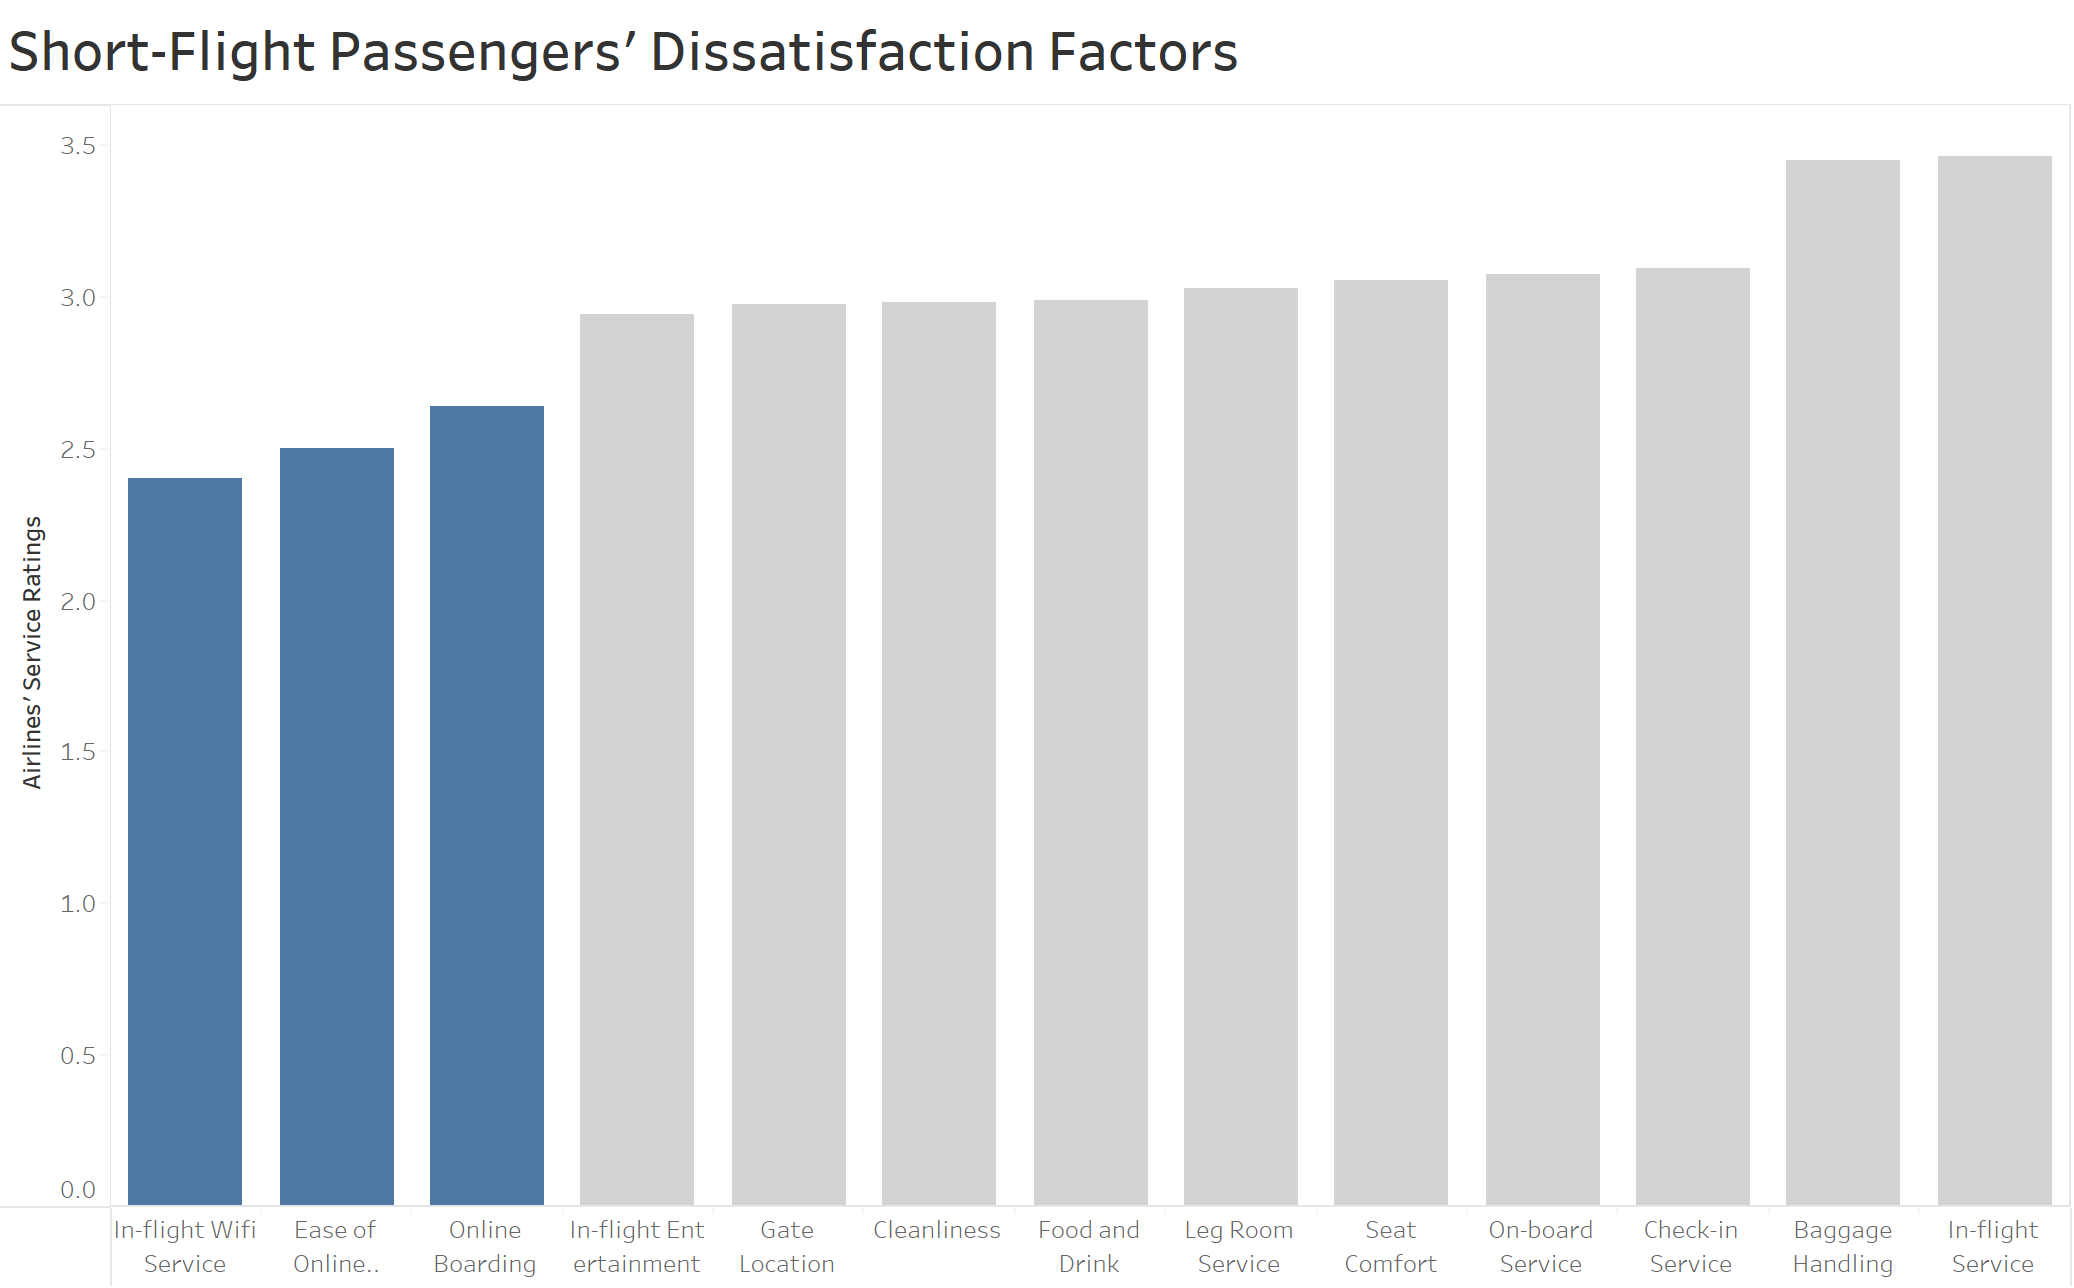 Short-Flight Passengers’ Dissatisfaction Factors
3.5
3.0
2.5
2.0
1.5
1.0
0.5
0.0
Airlines’ Service Ratings
In-flight Wifi
Service
Ease of
Online..
Online
Boarding
In-flight Ent
ertainment
Gate
Location
Cleanliness
Food and
Drink
Leg Room
Service
Seat
Comfort
On-board
Service
Check-in
Service
Baggage
Handling
In-flight
Service